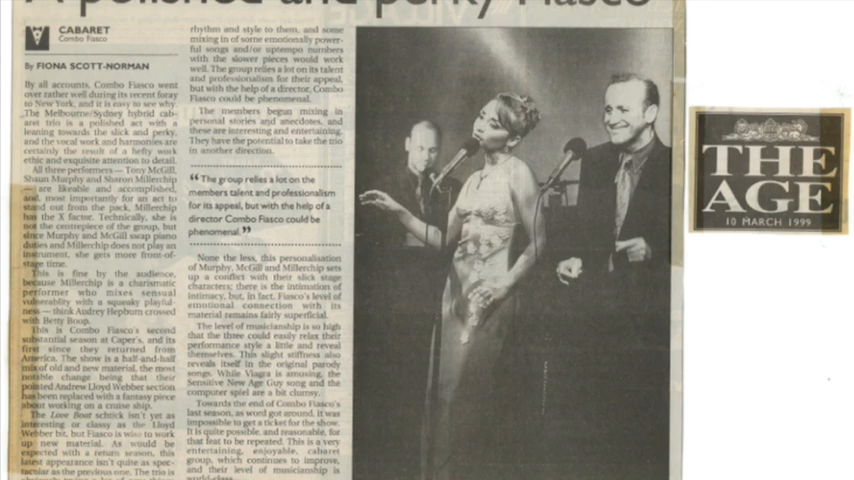 A polished and perky Fiasco
CABARET
Combo Fiasco
By FIONA SCOTT-NORMAN
By all accounts, Combo Fiasco went
over rather well during its recent foray
to New York, and it is easy to see why.
The Melbourne/Sydney hybrid cab-
aret trio is a polished act with a
leaning towards the slick and perky,
and the vocal work and harmonies are
certainly the result of a hefty work
ethic and exquisite attention to detail.
All three performers — Tony McGill,
Shaun Murphy and Sharon Millerchip
— are likeable and accomplished,
and, most importantly for an act to
stand out from the pack, Millerchip
has the X factor. Technically, she is
not the centrepiece of the group, but
since Murphy and McGill swap piano
duties and Millerchip does not play an
instrument, she gets more front-of-
stage time.
This is fine by the audience,
because Millerchip is a charismatic
performer who mixes sensual
vulnerability with a squeaky playful-
ness — think Audrey Hepburn crossed
with Betty Boop.
This is Combo Fiasco's second
substantial season at Caper's, and its
first since they returned from
America. The show is a half-and-half
mix of old and new material, the most
notable change being that their
pointed Andrew Lloyd Webber section
has been replaced with a fantasy piece
about working on a cruise ship.
The Love Boat schtick isn't yet as
interesting or classy as the Lloyd
Webber bit, but Fiasco is wise to work
up new material. As would be
expected with a return season, this
latest appearance isn't quite as spec-
tacular as the previous one. The trio is
rhythm and style to them, and some
mixing in of some emotionally power-
ful songs and/or uptempo numbers
with the slower pieces would work
well. The group relies a lot on its talent
and professionalism for their appeal,
but with the help of a director, Combo
Fiasco could be phenomenal.
The members begun mixing in
personal stories and anecdotes, and
these are interesting and entertaining.
They have the potential to take the trio
in another direction.
“ The group relies a lot on the
members talent and professionalism
for its appeal, but with the help of a
director Combo Fiasco could be
phenomenal. ”
None the less, this personalisation
of Murphy, McGill and Millerchip sets
up a conflict with their slick stage
characters; there is the intimation of
intimacy, but, in fact, Fiasco's level of
emotional connection with its
material remains fairly superficial.
The level of musicianship is so high
that the three could easily relax their
performance style a little and reveal
themselves. This slight stiffness also
reveals itself in the original parody
songs. While Viagra is amusing, the
Sensitive New Age Guy song and the
computer spiel are a bit clumsy.
Towards the end of Combo Fiasco's
last season, as word got around, it was
impossible to get a ticket for the show.
It is quite possible, and reasonable, for
that feat to be repeated. This is a very
entertaining, enjoyable, cabaret
group, which continues to improve,
and their level of musicianship is
world-class.
THE
AGE
10 MARCH 1999